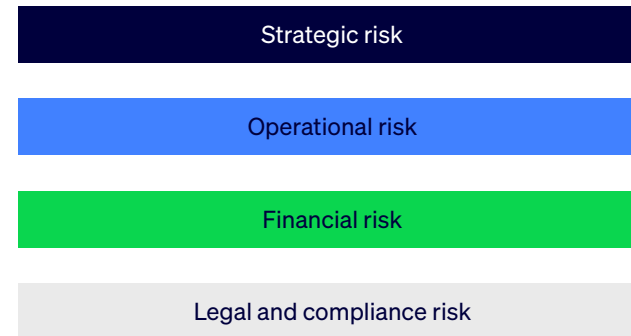 Strategic risk
Operational risk
Financial risk
Legal and compliance risk